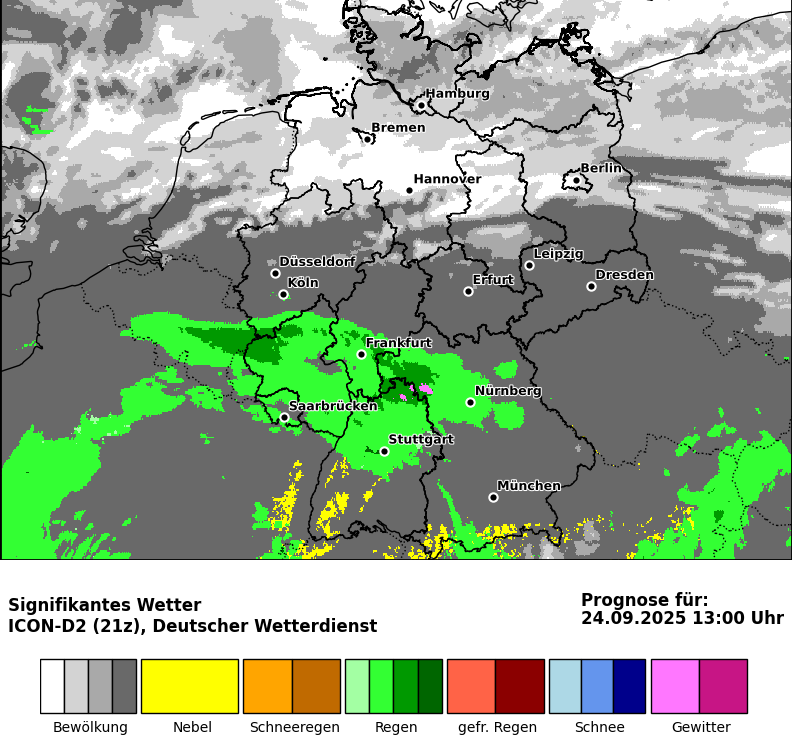 Hamburg
Bremen
Berlin
Hannover
Düsseldorf
Leipzig
Köln
Erfurt
Dresden
Frankfurt
Nürnberg
Saarbrücken
Stuttgart
München
Signifikantes Wetter
ICON-D2 (21z), Deutscher Wetterdienst
Prognose für:
24.09.2025 13:00 Uhr
Bewölkung Nebel Schneeregen Regen gefr. Regen Schnee Gewitter